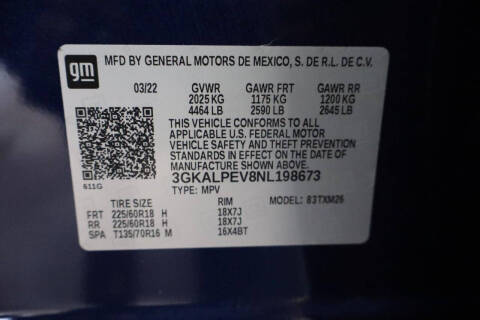 gm
MFD BY GENERAL MOTORS DE MEXICO, S. DE R.L. DE C.V.
03/22 GVWR GAWR FRT GAWR RR
2025 KG 1175 KG 1200 KG
4464 LB 2590 LB 2645 LB
THIS VEHICLE CONFORMS TO ALL
APPLICABLE U.S. FEDERAL MOTOR
VEHICLE SAFETY AND THEFT PREVENTION
STANDARDS IN EFFECT ON THE DATE OF
MANUFACTURE SHOWN ABOVE.
611G
3GKALPEV8NL198673
TYPE: MPV MODEL: 83TXM26
TIRE SIZE RIM
FRT 225/60R18 H 18X7J
RR 225/60R18 H 18X7J
SPA T135/70R16 M 16X4BT